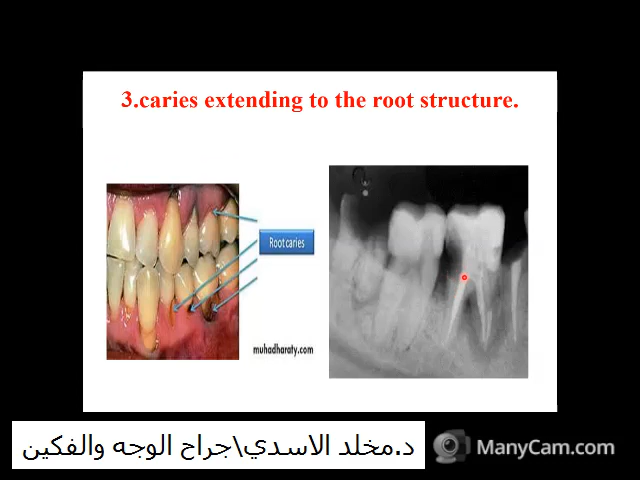 3.caries extending to the root structure.
Root caries
muhadharaty.com
د.مخلد الاسدي\جراح الوجه والفكين
ManyCam.com